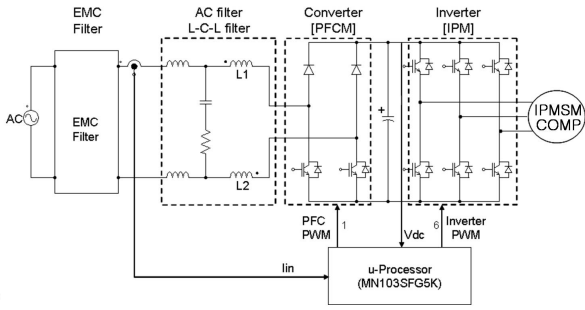 EMC
Filter
AC filter
L-C-L filter
Converter
[PFCM]
Inverter
[IPM]
AC
EMC
Filter
L1
L2
+
IPMSM
COMP
PFC
PWM
1
Vdc
6
Inverter
PWM
Iin
u-Processor
(MN103SFG5K)